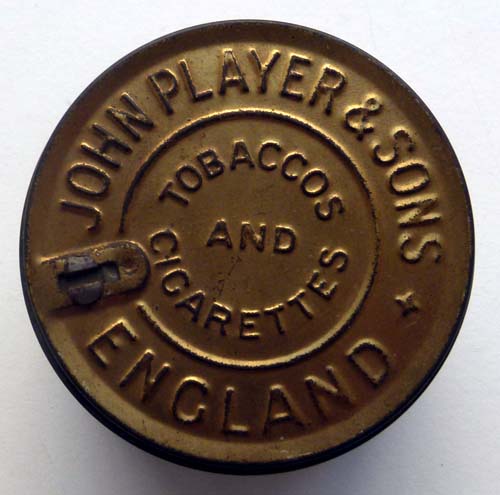 JOHN PLAYER & SONS
ENGLAND
TOBACCOS
AND
CIGARETTES